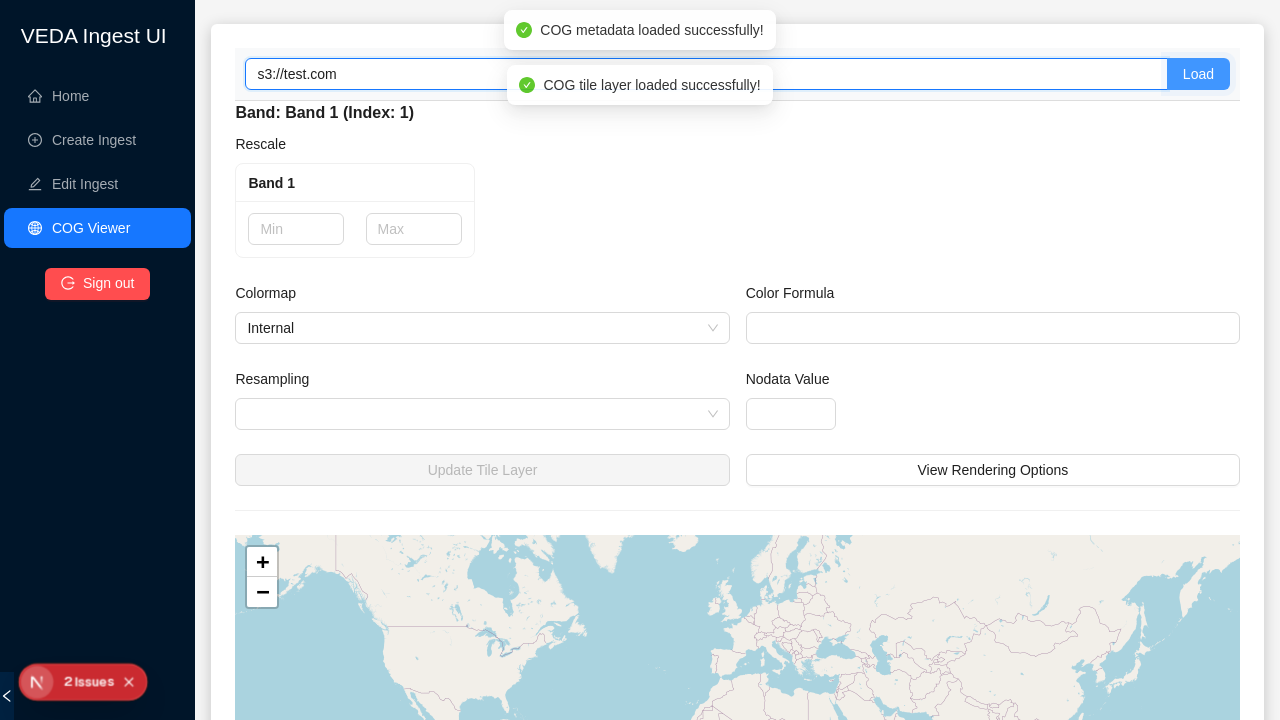 VEDA Ingest UI
Home
Create Ingest
Edit Ingest
COG Viewer
Sign out
2 Issues
COG metadata loaded successfully!
s3://test.com
Load
COG tile layer loaded successfully!
Band: Band 1 (Index: 1)
Rescale
Band 1
Min
Max
Colormap
Color Formula
Internal
Resampling
Nodata Value
Update Tile Layer
View Rendering Options
+
−